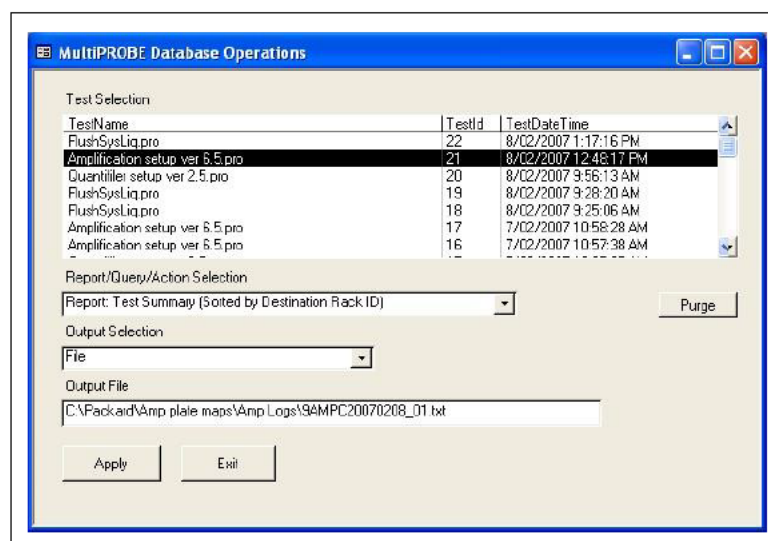 MultiPROBE Database Operations
Test Selection
TestName TestId TestDateTime
FlushSysLiq.pro 22 8/02/2007 1:17:16 PM
Amplification setup ver 6.5.pro 21 8/02/2007 12:48:17 PM
Quantifiler setup ver 2.5.pro 20 8/02/2007 9:56:13 AM
FlushSysLiq.pro 19 8/02/2007 9:28:20 AM
FlushSysLiq.pro 18 8/02/2007 9:25:06 AM
Amplification setup ver 6.5.pro 17 7/02/2007 10:58:28 AM
Amplification setup ver 6.5.pro 16 7/02/2007 10:57:38 AM
Report/Query/Action Selection
Report: Test Summary (Sorted by Destination Rack ID)
Purge
Output Selection
File
Output File
C:\Packard\Amp plate maps\Amp Logs\9AMPC20070208_01.txt
Apply Exit